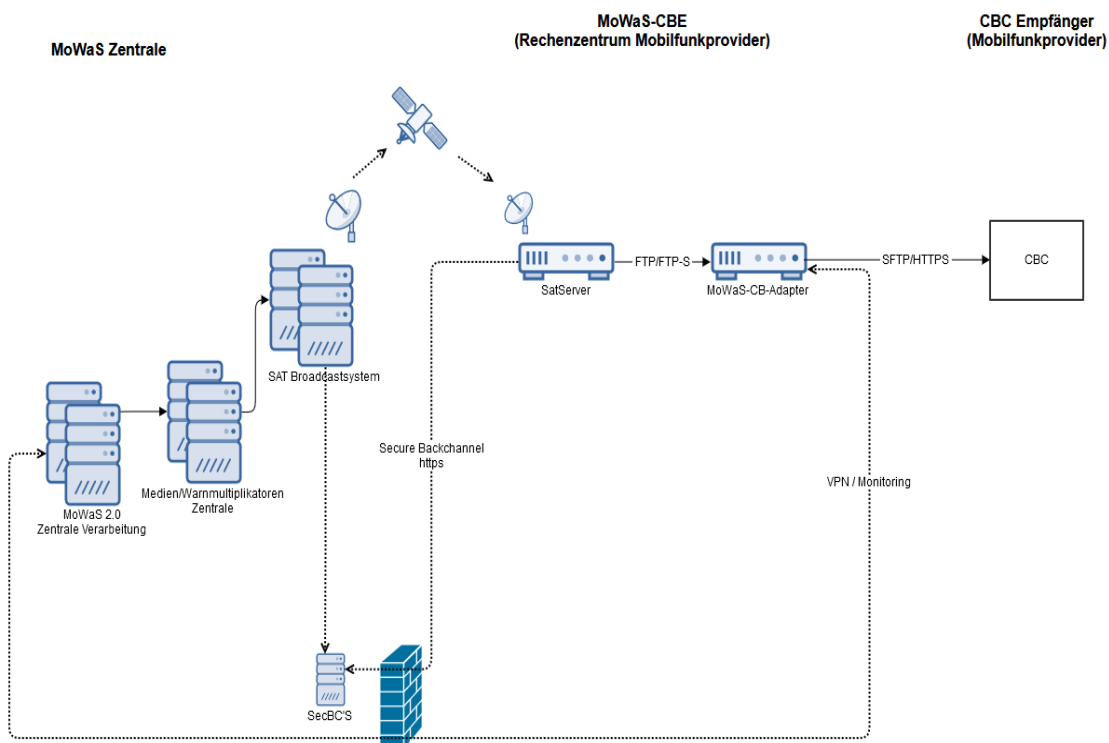 MoWaS Zentrale
MoWaS-CBE
(Rechenzentrum Mobilfunkprovider)
CBC Empfänger
(Mobilfunkprovider)
SAT Broadcastsystem
SatServer
FTP/FTP-S
MoWaS-CB-Adapter
SFTP/HTTPS
CBC
MoWaS 2.0
Zentrale Verarbeitung
Medien/Warnmultiplikatoren
Zentrale
Secure Backchannel
https
VPN / Monitoring
SecBC'S